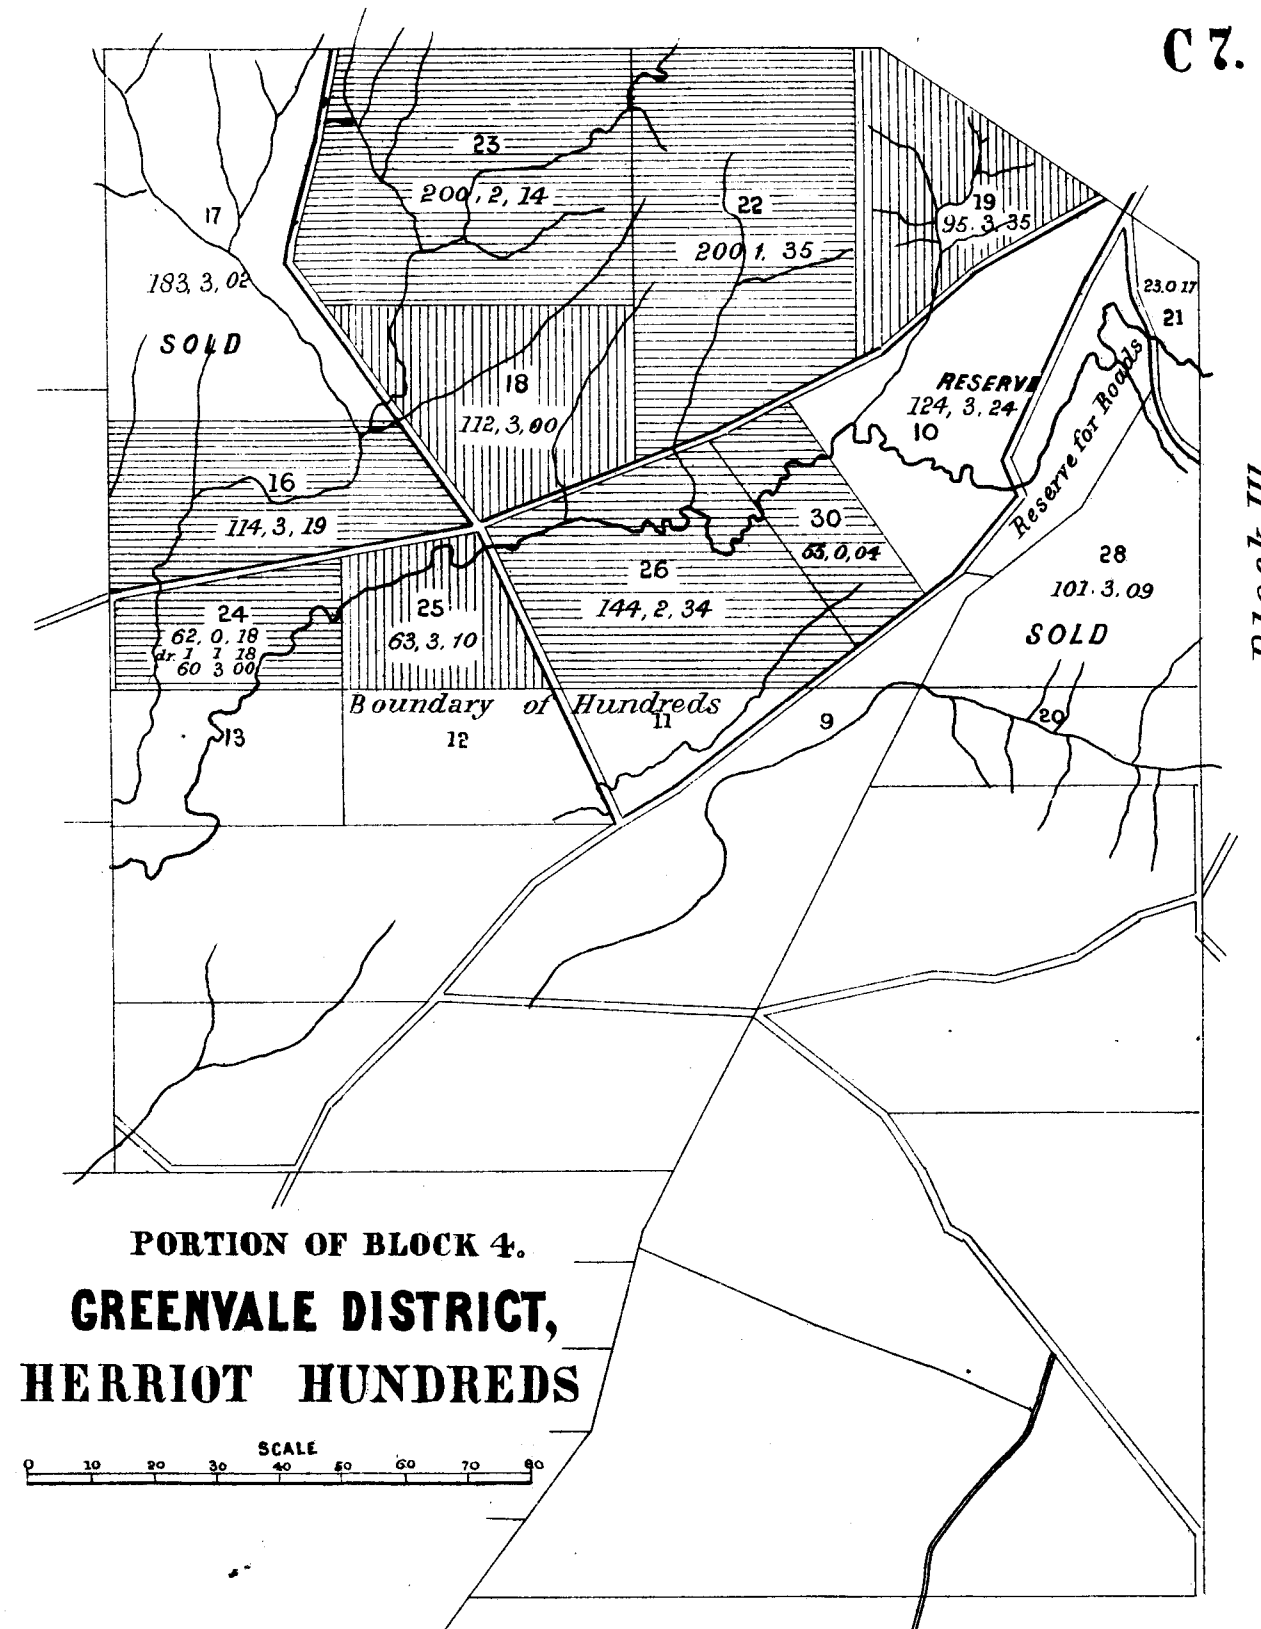 C 7.
23
200, 2, 14
22
200 1, 35
19
95. 3. 35
17
183, 3, 02
SOLD
23. 0 17
21
18
112, 3, 00
RESERVE
124, 3, 24
10
Reserve for Roads
16
114, 3, 19
30
26
144, 2, 34
28
101. 3. 09
SOLD
24
62, 0, 18
dr. 1 1 18
60 3 00
25
63, 3, 10
Boundary of Hundreds
13
12
11
9
20
Block III
PORTION OF BLOCK 4.
GREENVALE DISTRICT,
HERRIOT HUNDREDS
SCALE
0 10 20 30 40 50 60 70 80